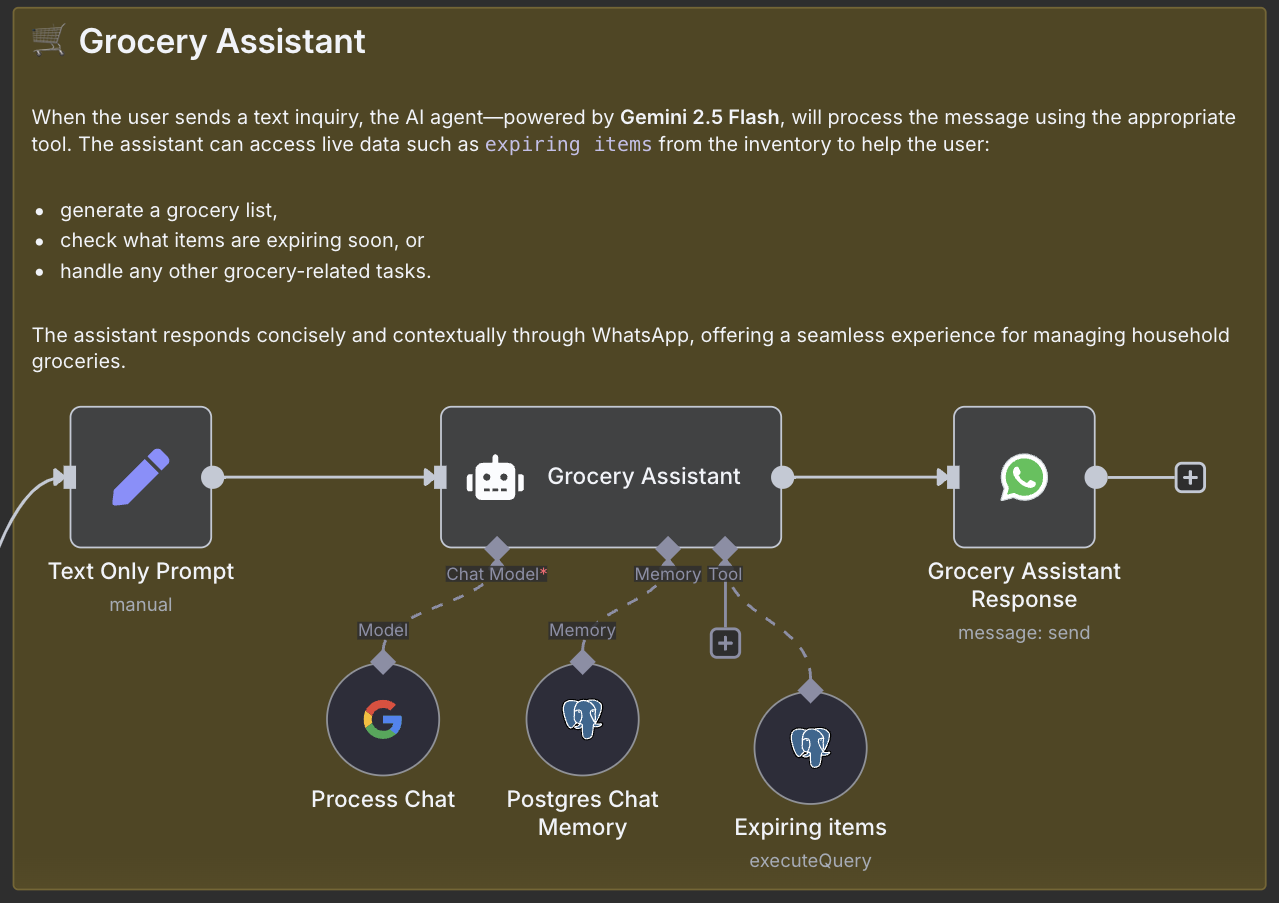 Grocery Assistant
When the user sends a text inquiry, the AI agent—powered by Gemini 2.5 Flash, will process the message using the appropriate
tool. The assistant can access live data such as expiring items from the inventory to help the user:
• generate a grocery list,
• check what items are expiring soon, or
• handle any other grocery-related tasks.
The assistant responds concisely and contextually through WhatsApp, offering a seamless experience for managing household
groceries.
Grocery Assistant
Text Only Prompt
manual
Chat Model*
Memory
Tool
Grocery Assistant
Response
message: send
Model
Memory
Process Chat
Postgres Chat
Memory
Expiring items
executeQuery